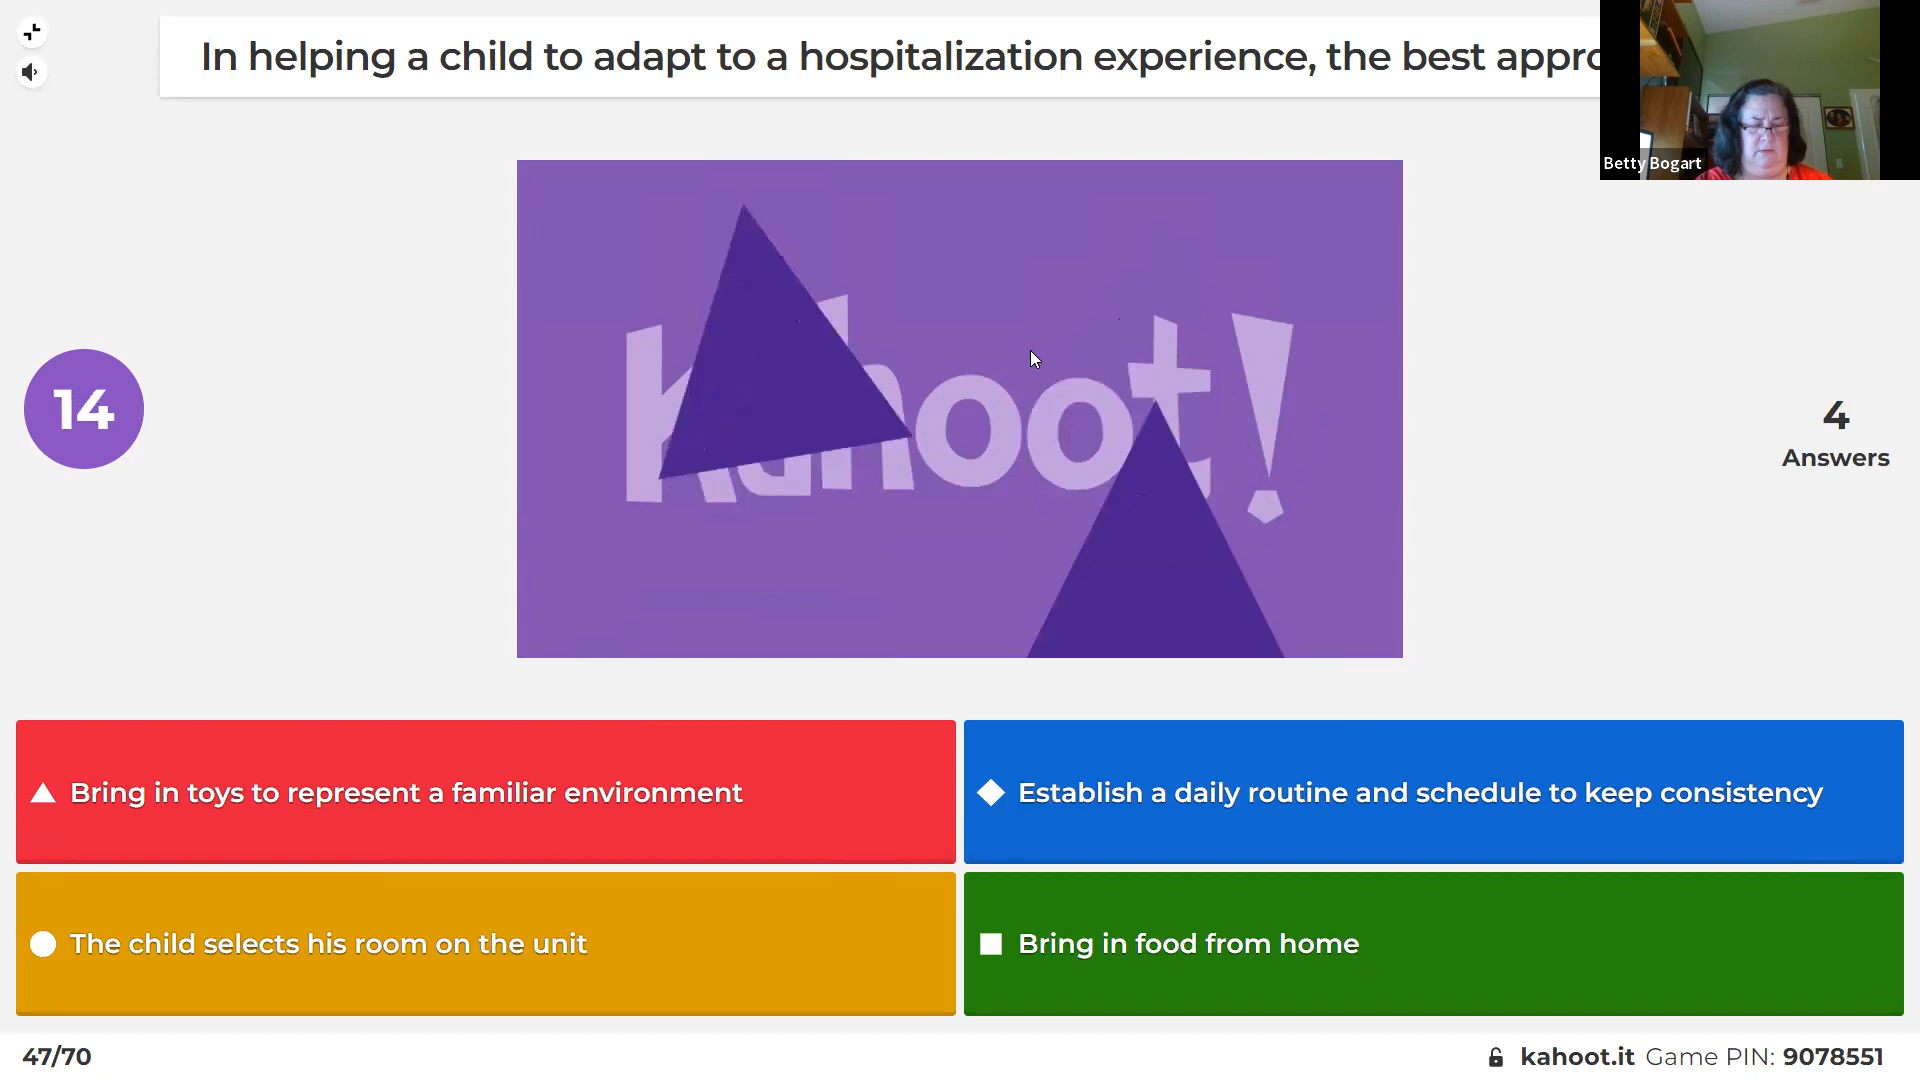 In helping a child to adapt to a hospitalization experience, the best appro
Betty Bogart
14
Kahoot!
4
Answers
Bring in toys to represent a familiar environment
Establish a daily routine and schedule to keep consistency
The child selects his room on the unit
Bring in food from home
47/70
kahoot.it Game PIN: 9078551